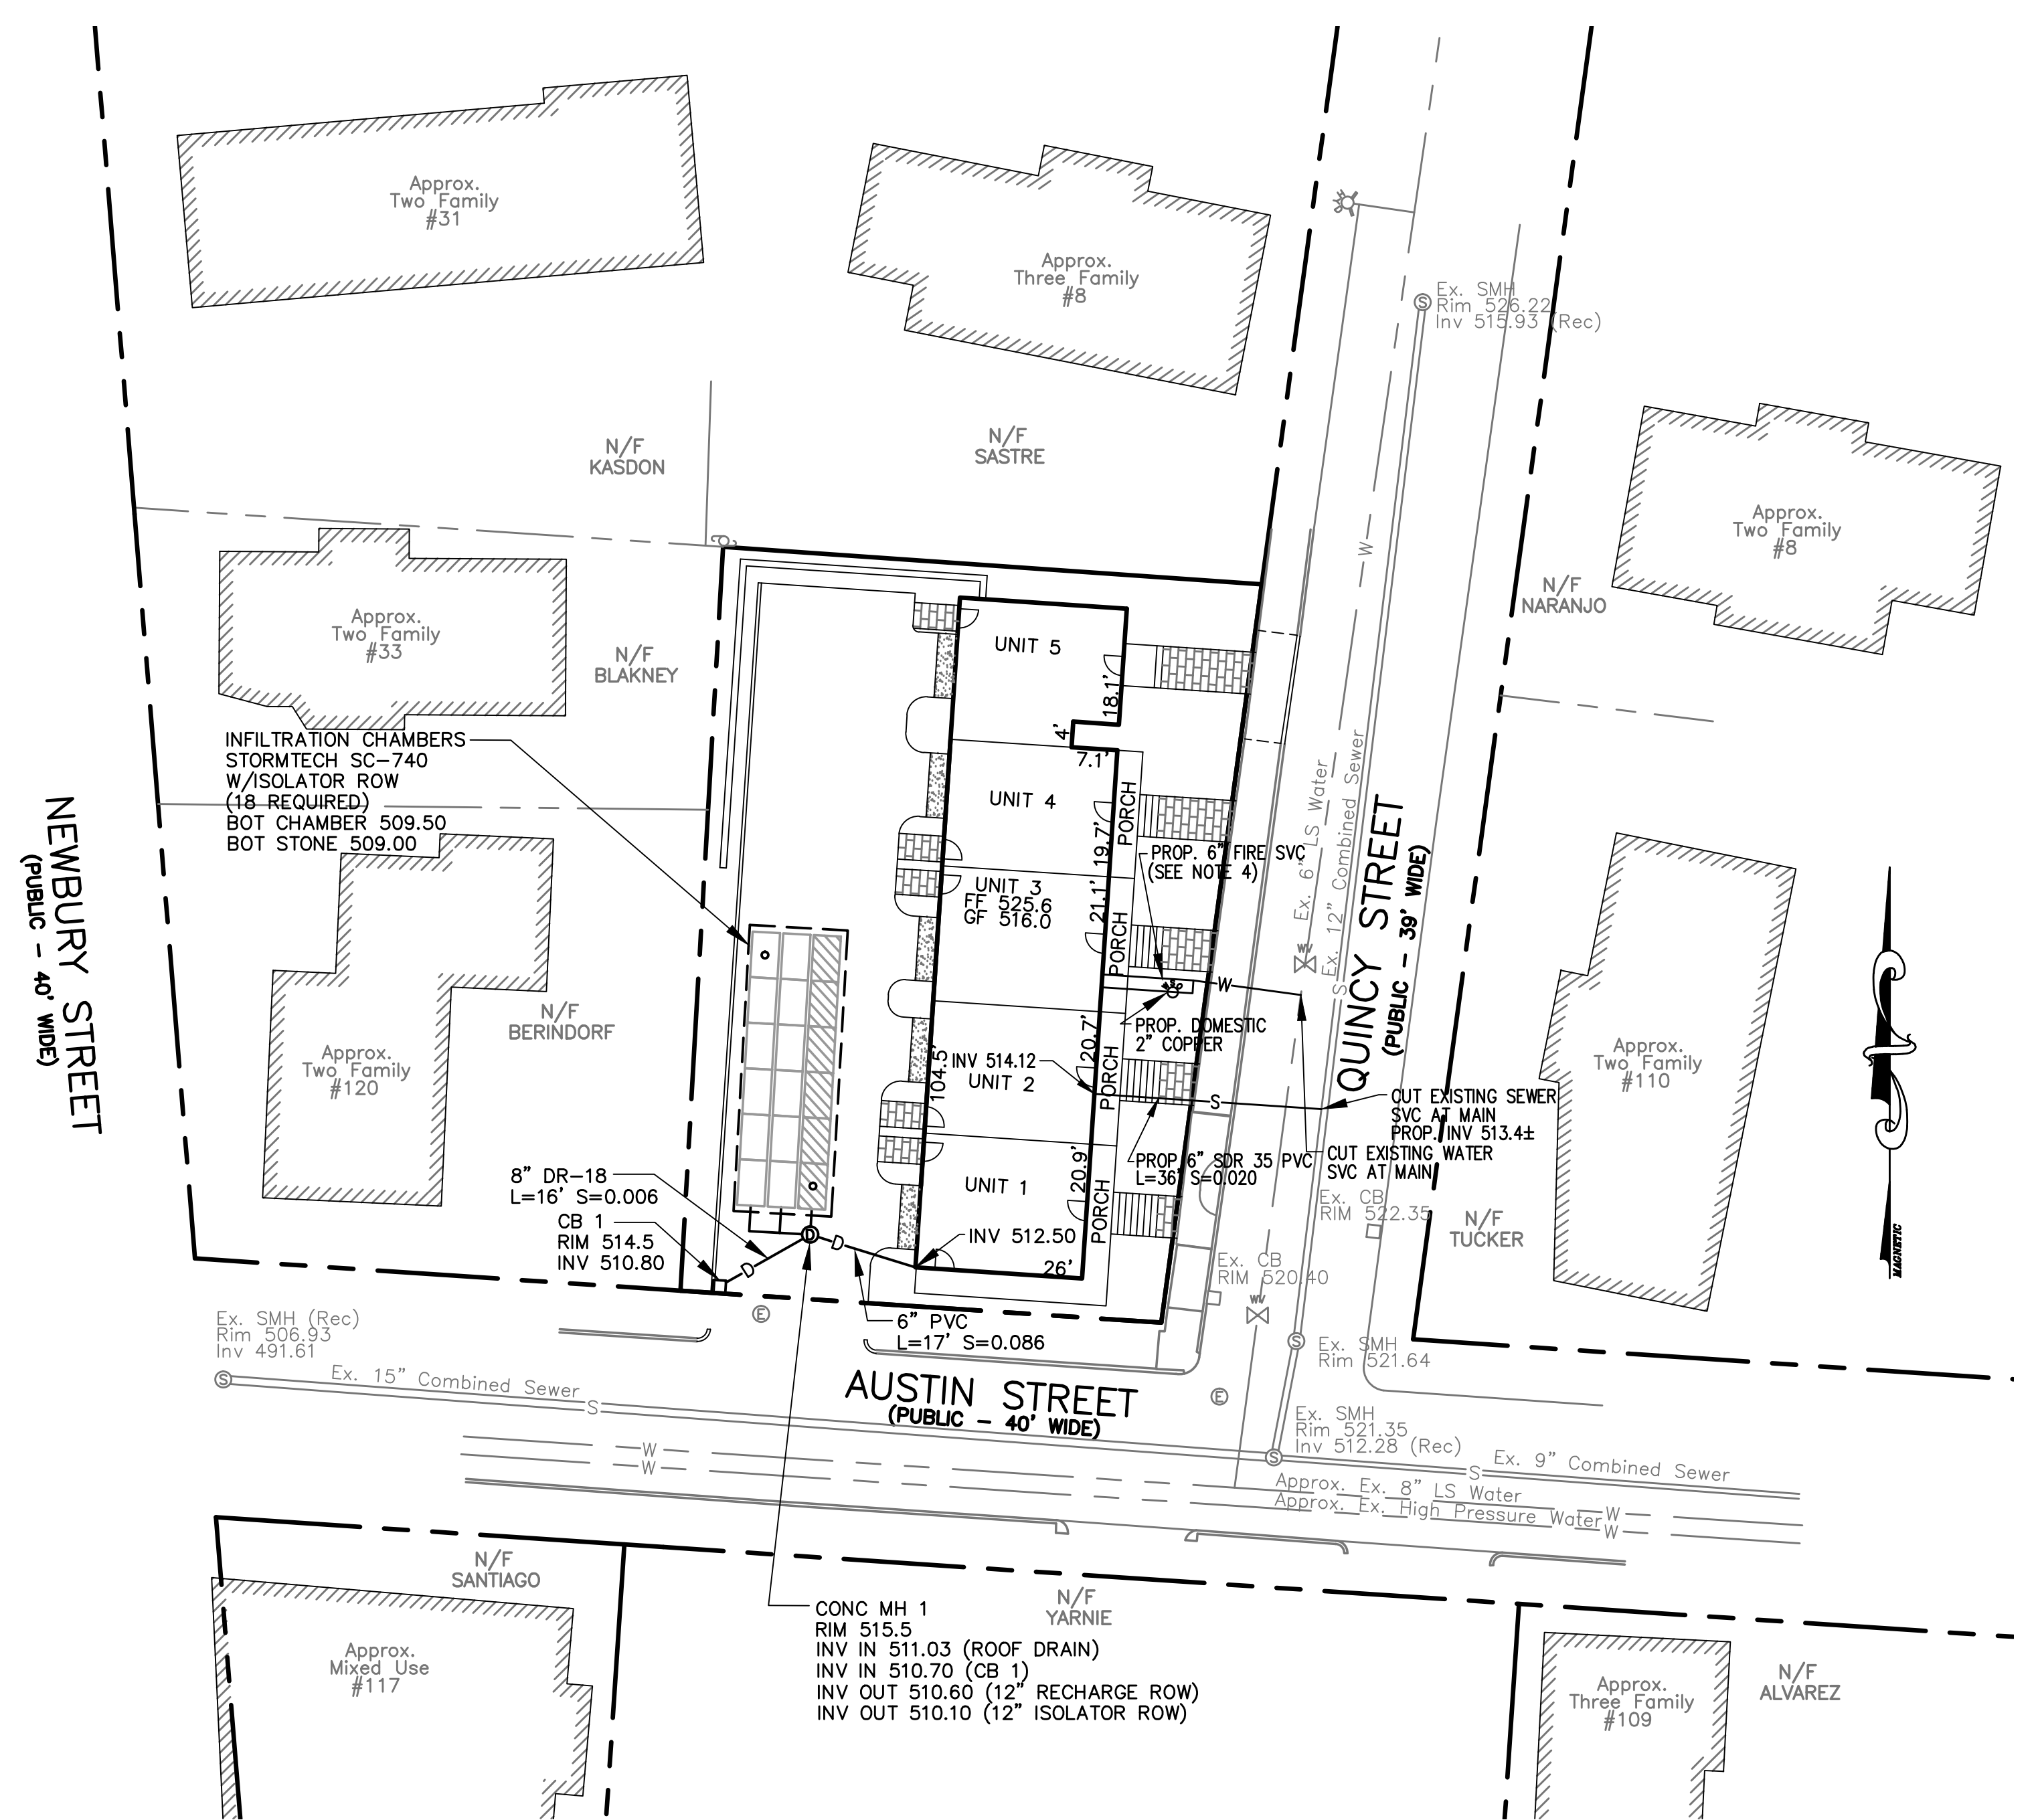 Approx.
Two Family
#31
Approx.
Three Family
#8
Ex. SMH
Rim 526.22
Inv 515.93 (Rec)
N/F
KASDON
N/F
SASTRE
Approx.
Two Family
#8
N/F
NARANJO
Approx.
Two Family
#33
N/F
BLAKNEY
INFILTRATION CHAMBERS
STORMTECH SC-740
W/ISOLATOR ROW
(18 REQUIRED)
BOT CHAMBER 509.50
BOT STONE 509.00
UNIT 5
18.1'
4'
7.1'
UNIT 4
19.7'
PORCH
UNIT 3
FF 525.6
GF 516.0
21.1'
PORCH
PROP. 6" FIRE SVC
(SEE NOTE 4)
W
PROP. DOMESTIC
2" COPPER
20.7'
INV 514.12
UNIT 2
104.5'
PORCH
S
CUT EXISTING SEWER
SVC AT MAIN
PROP. INV 513.4±
CUT EXISTING WATER
SVC AT MAIN
PROP 6" SDR 35 PVC
L=36' S=0.020
UNIT 1
20.9'
PORCH
INV 512.50
26'
W
Ex. 6" LS Water
WV
Ex. 12" Combined Sewer
S
QUINCY STREET
(PUBLIC - 39' WIDE)
NEWBURY STREET
(PUBLIC - 40' WIDE)
Approx.
Two Family
#120
N/F
BERINDORF
Approx.
Two Family
#110
N/F
TUCKER
MAGNETIC
8" DR-18
L=16' S=0.006
CB 1
RIM 514.5
INV 510.80
D
D
D
6" PVC
L=17' S=0.086
Ex. CB
RIM 522.35
Ex. CB
RIM 520.40
WV
E
E
Ex. SMH
Rim 521.64
Ex. SMH (Rec)
Rim 506.93
Inv 491.61
S
Ex. 15" Combined Sewer
S
AUSTIN STREET
(PUBLIC - 40' WIDE)
Ex. SMH
Rim 521.35
Inv 512.28 (Rec)
S
S
S
S
Ex. 9" Combined Sewer
W
W
Approx. Ex. 8" LS Water
W
Approx. Ex. High Pressure Water
W
N/F
SANTIAGO
Approx.
Mixed Use
#117
CONC MH 1
RIM 515.5
INV IN 511.03 (ROOF DRAIN)
INV IN 510.70 (CB 1)
INV OUT 510.60 (12" RECHARGE ROW)
INV OUT 510.10 (12" ISOLATOR ROW)
N/F
YARNIE
Approx.
Three Family
#109
N/F
ALVAREZ